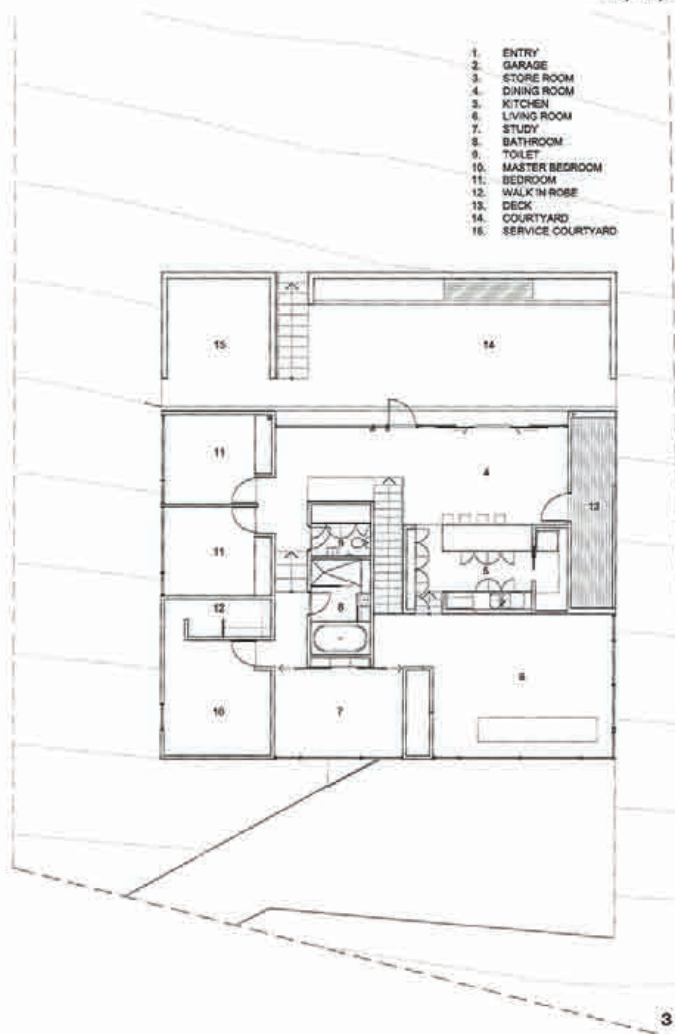 1. ENTRY
2. GARAGE
3. STORE ROOM
4. DINING ROOM
5. KITCHEN
6. LIVING ROOM
7. STUDY
8. BATHROOM
9. TOILET
10. MASTER BEDROOM
11. BEDROOM
12. WALK IN ROBE
13. DECK
14. COURTYARD
15. SERVICE COURTYARD
15
14
11
4
13
9
11
5
12
8
6
10
7
3